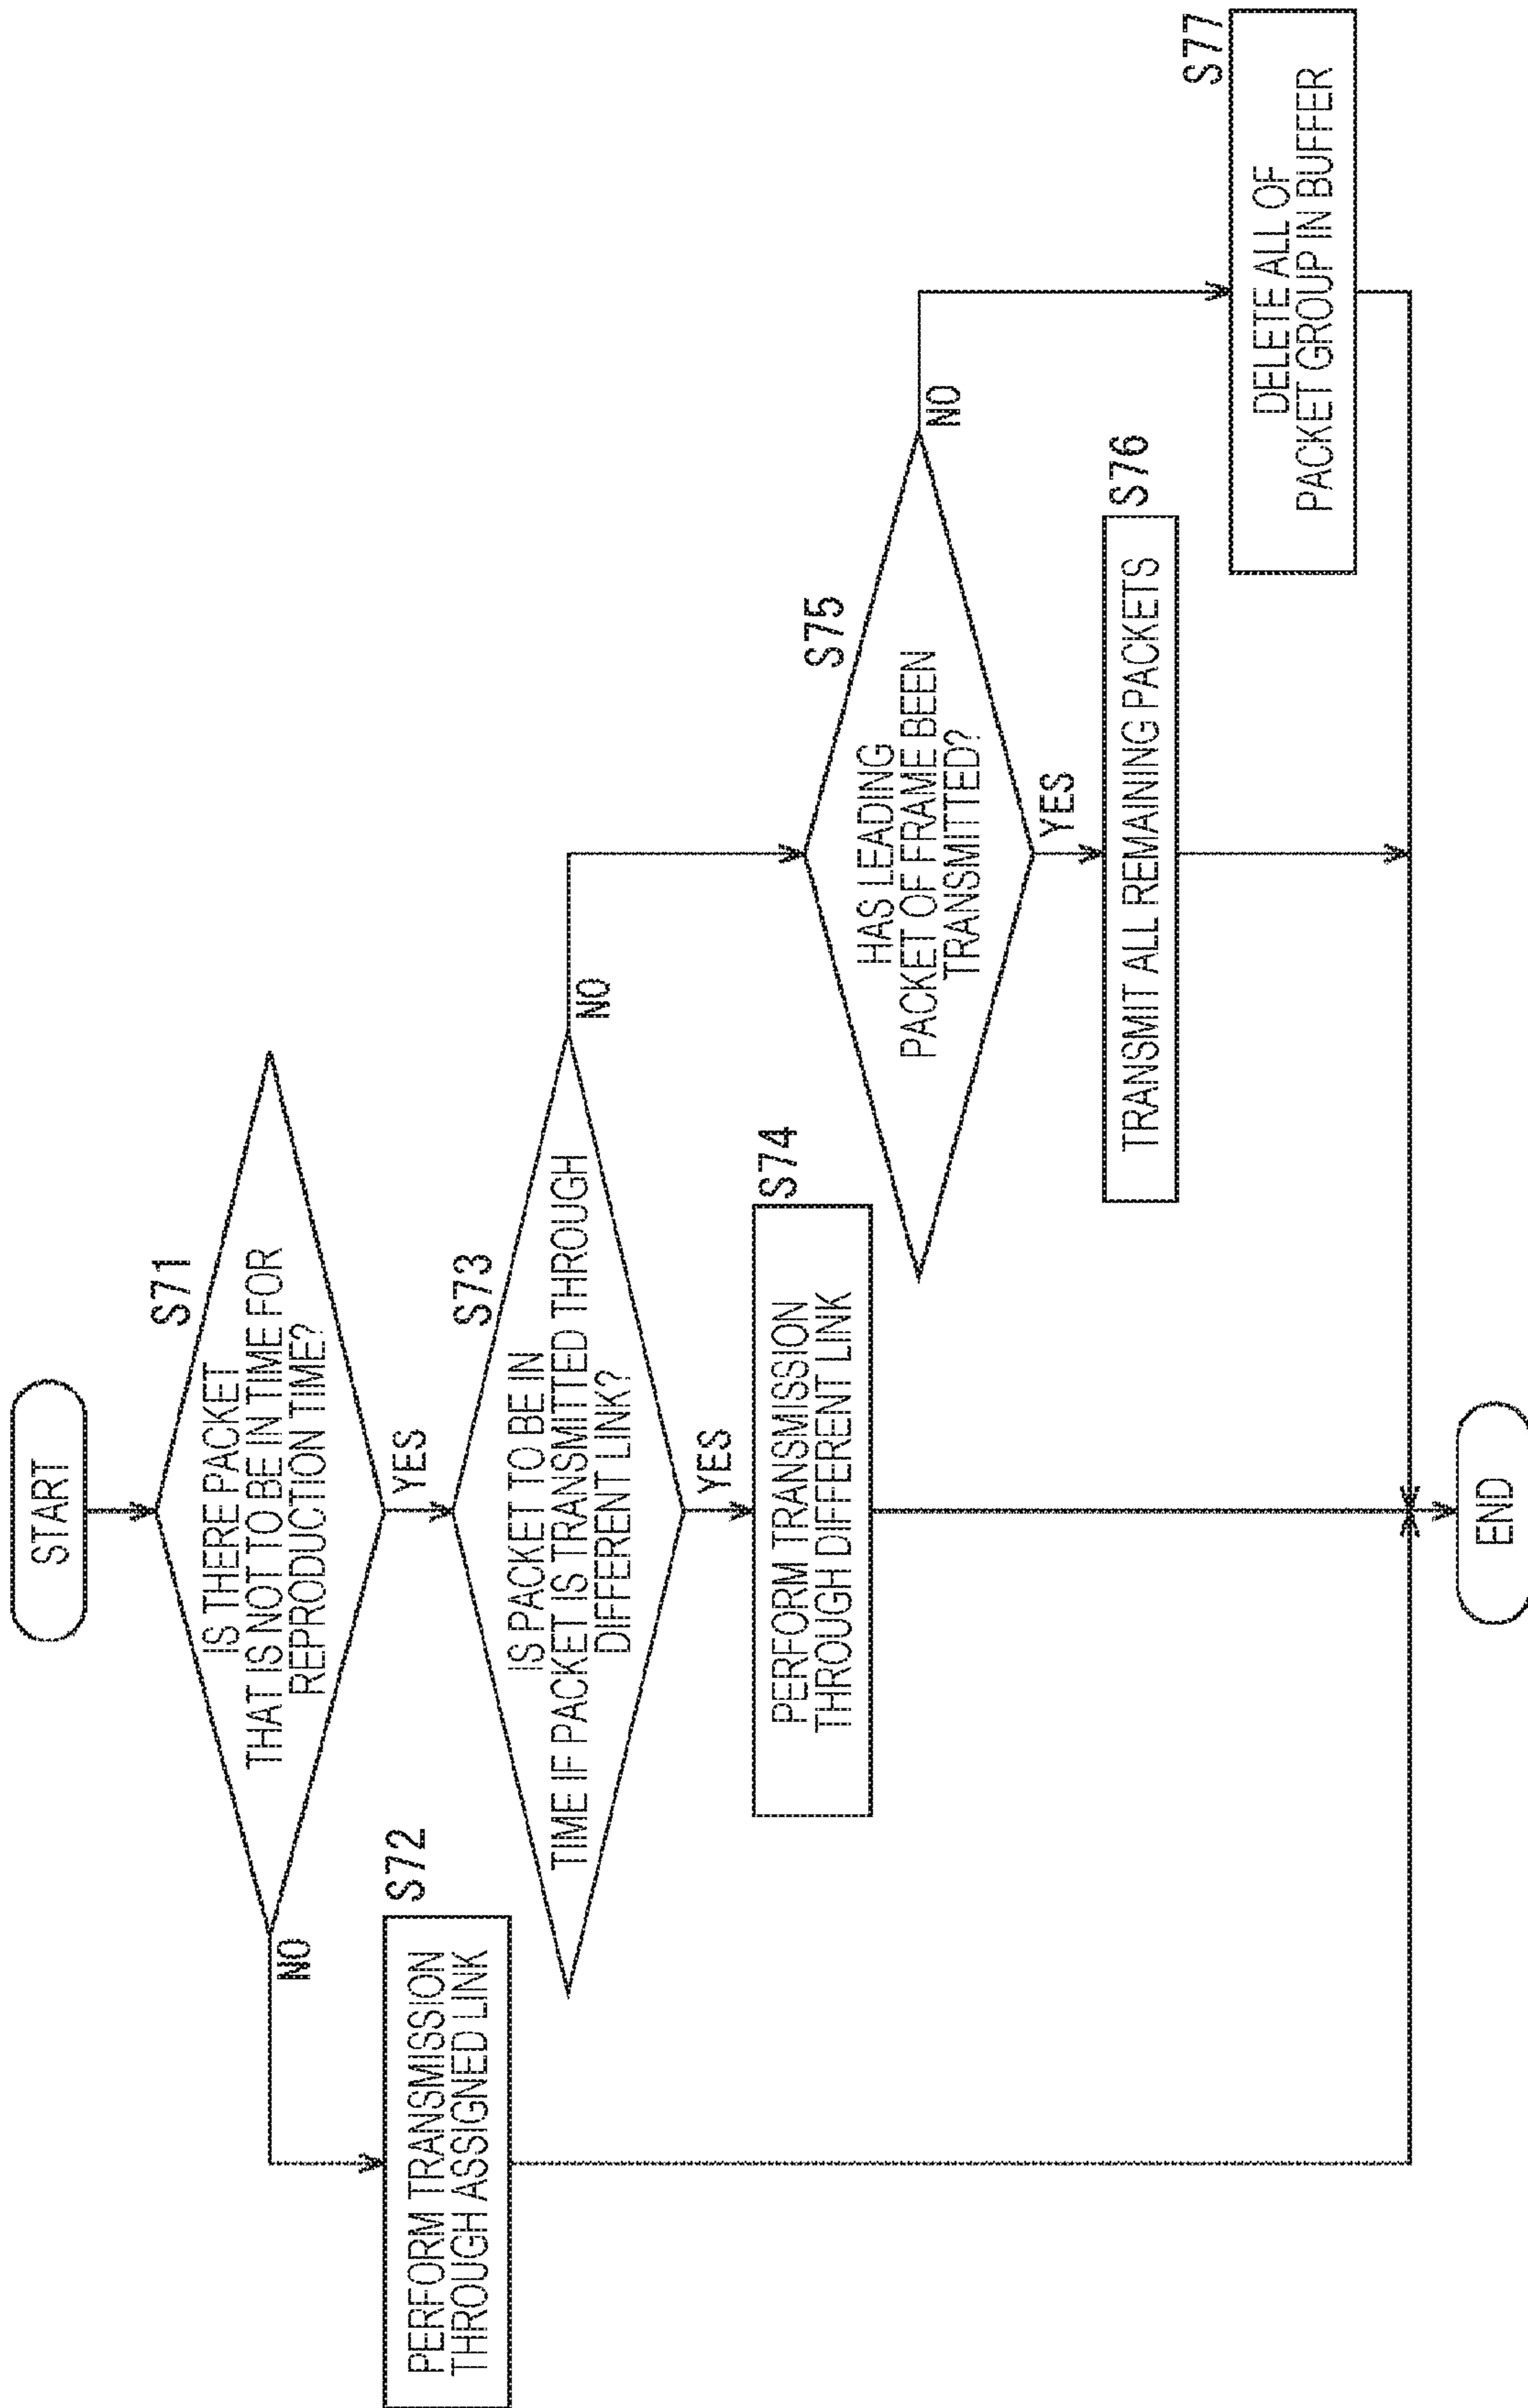 START
S71
IS THERE PACKET
THAT IS NOT TO BE IN TIME FOR
REPRODUCTION TIME?
NO
YES
S72
PERFORM TRANSMISSION
THROUGH ASSIGNED LINK
S73
IS PACKET TO BE IN
TIME IF PACKET IS TRANSMITTED THROUGH
DIFFERENT LINK?
NO
YES
S74
PERFORM TRANSMISSION
THROUGH DIFFERENT LINK
S75
HAS LEADING
PACKET OF FRAME BEEN
TRANSMITTED?
NO
YES
S76
TRANSMIT ALL REMAINING PACKETS
S77
DELETE ALL OF
PACKET GROUP IN BUFFER
END